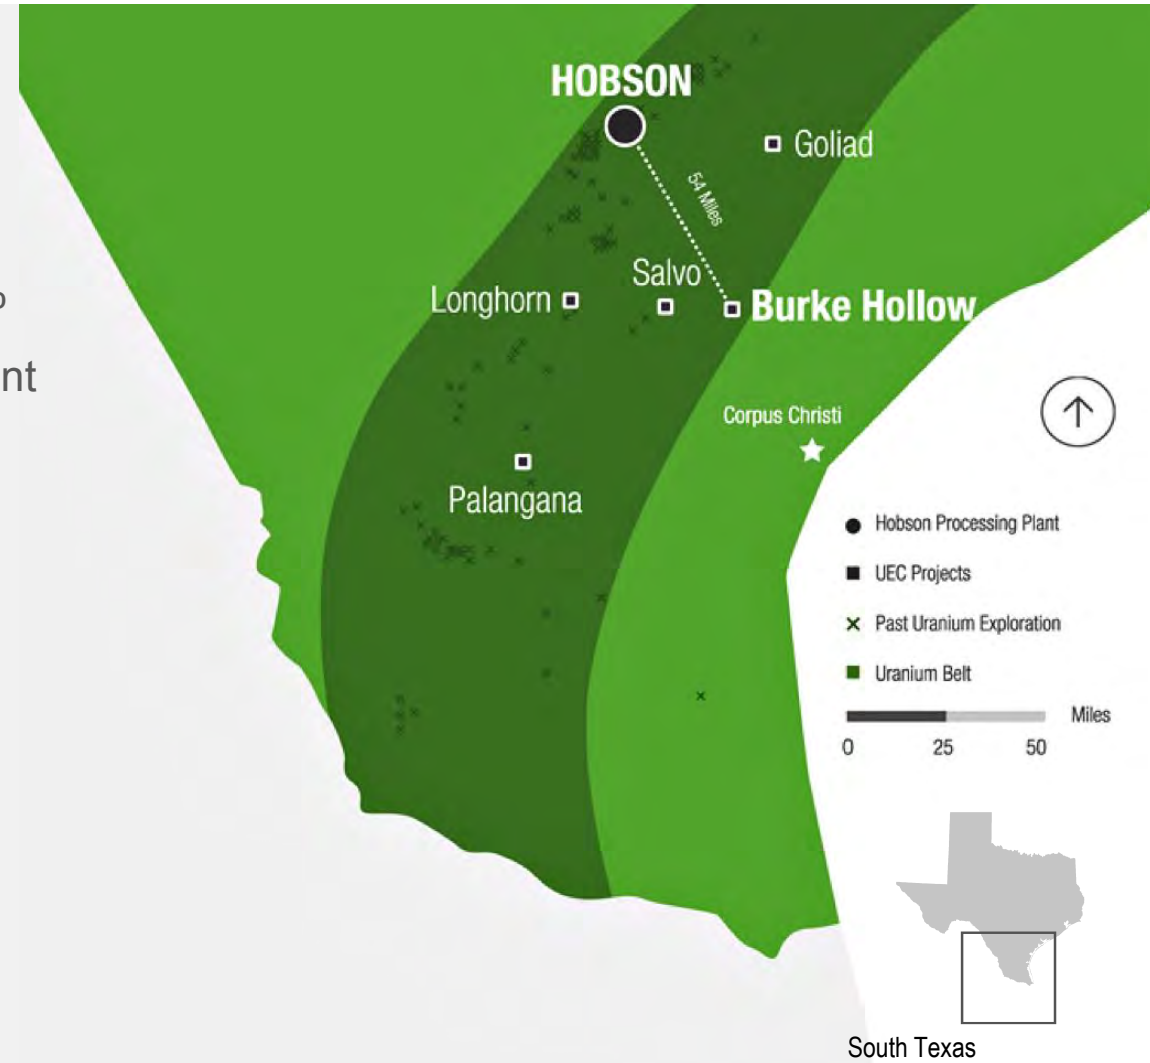 HOBSON
Goliad
54 Miles
Salvo
Longhorn
Burke Hollow
nt
Corpus Christi
Palangana
Hobson Processing Plant
UEC Projects
Past Uranium Exploration
Uranium Belt
Miles
0 25 50
South Texas